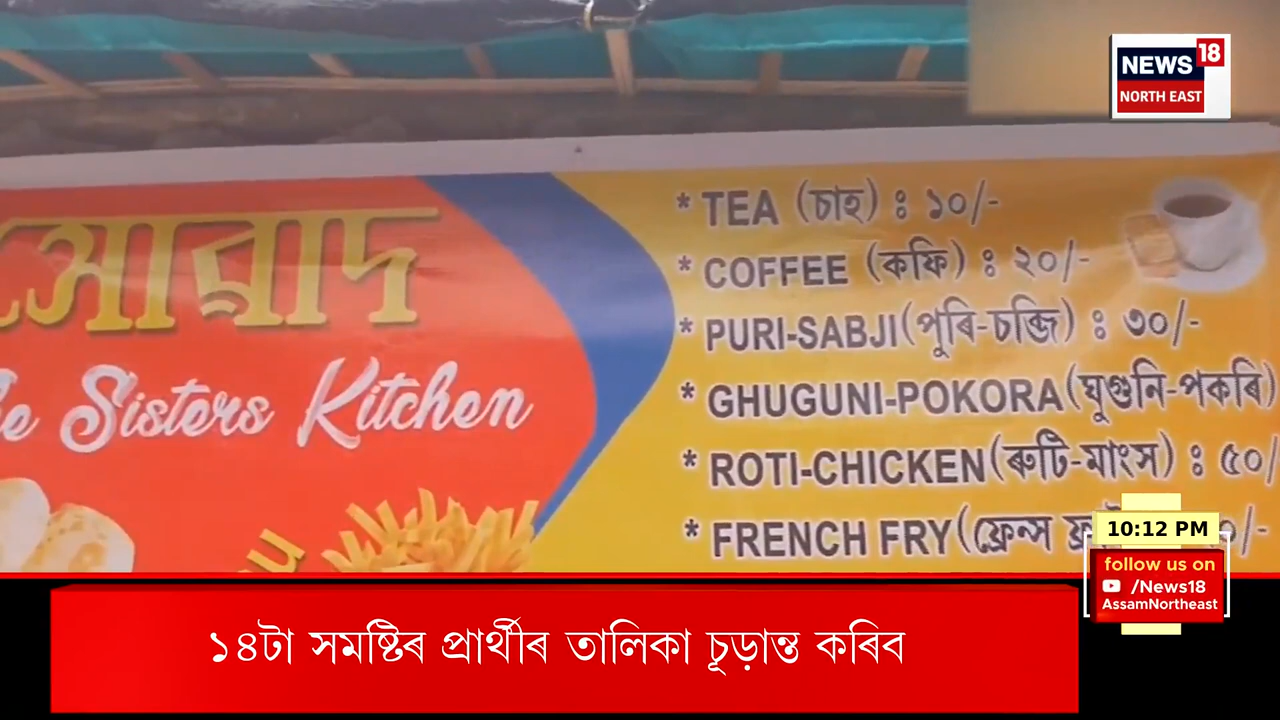 NEWS 18
NORTH EAST
* TEA (চাহ) ঃ ১০/-
* COFFEE (কফি) ঃ ২০/-
* PURI-SABJI(পুৰি-চব্জি) ঃ ৩০/-
* GHUGUNI-POKORA(ঘুগুনি-পকৰি)
* ROTI-CHICKEN(ৰুটি-মাংস) ঃ ৫০/
* FRENCH FRY(ফ্ৰেন্স
Sisters Kitchen
10:12 PM
follow us on
/News18
AssamNortheast
১৪টা সমষ্টিৰ প্ৰাৰ্থীৰ তালিকা চূড়ান্ত কৰিব